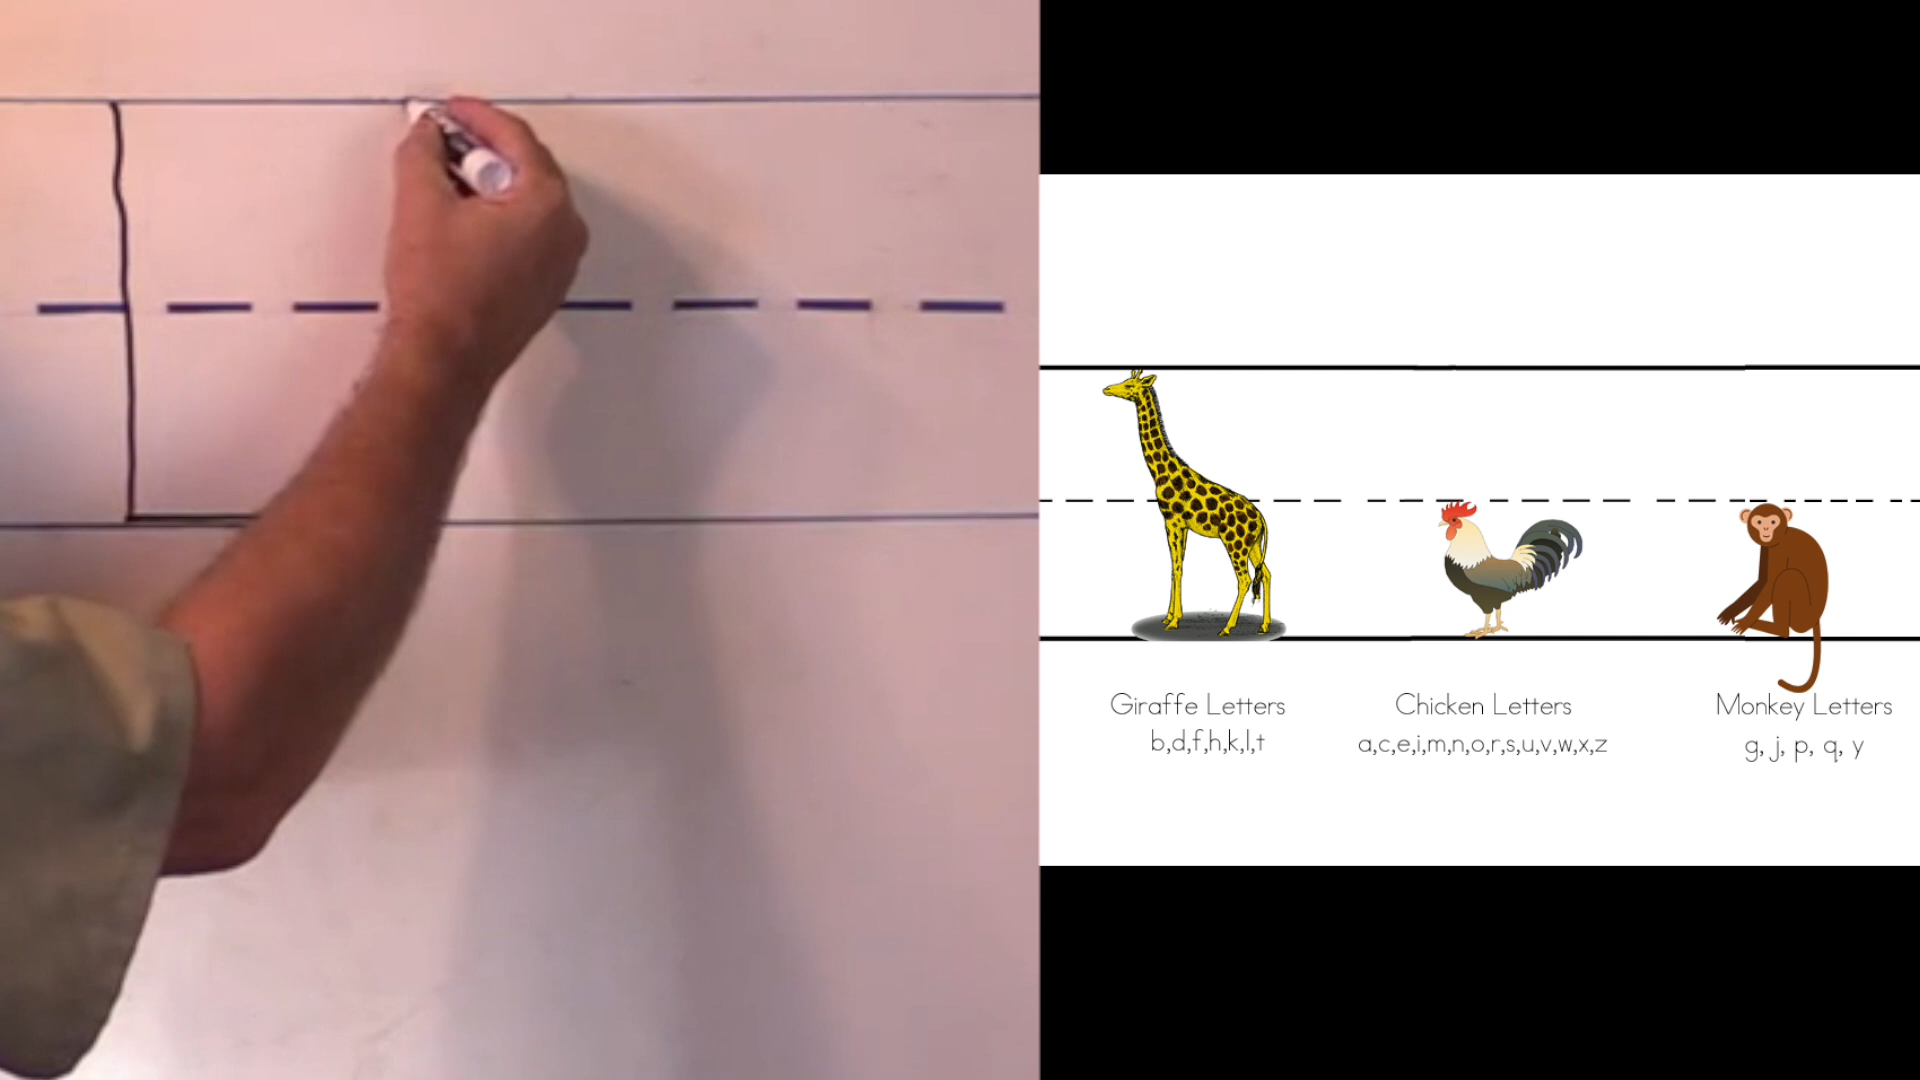 L
Giraffe Letters
b,d,f,h,k,l,t
Chicken Letters
a,c,e,i,m,n,o,r,s,u,v,w,x,z
Monkey Letters
g, j, p, q, y